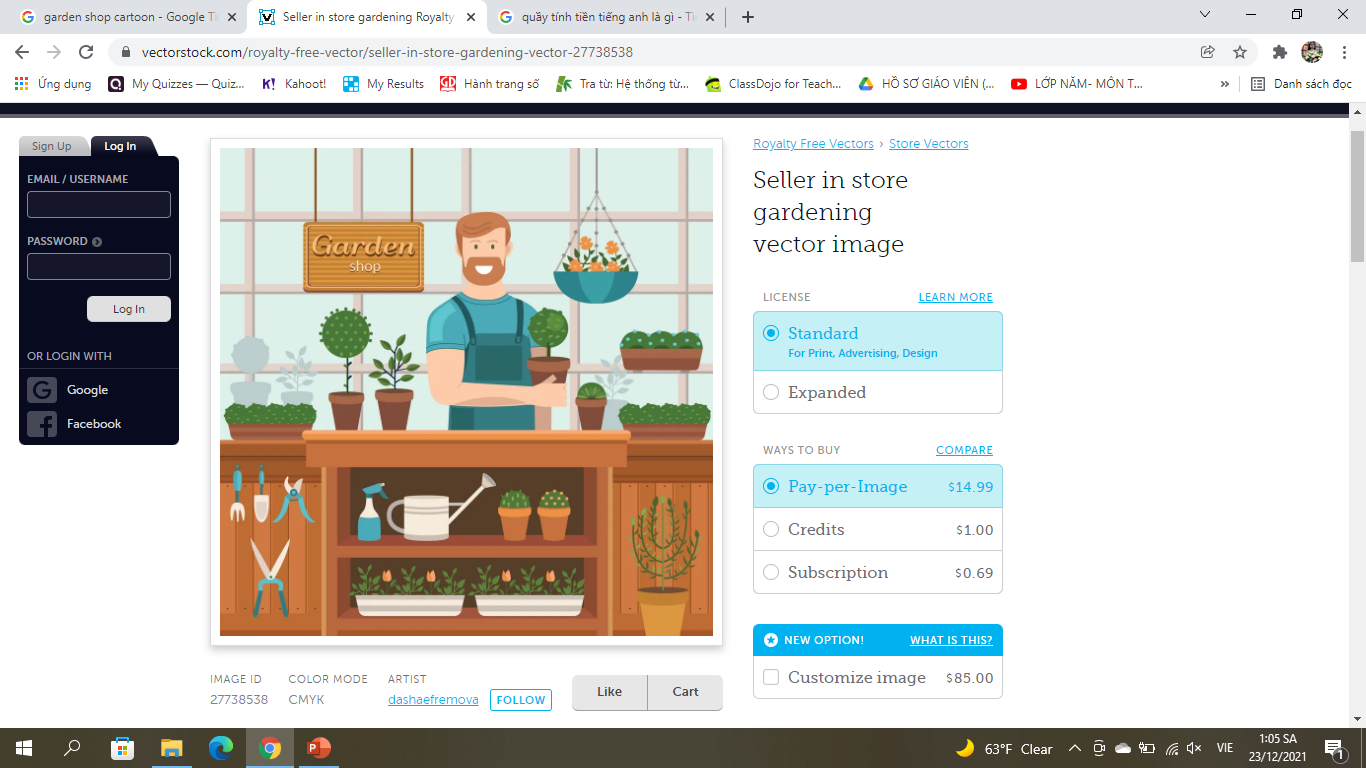 garden shop cartoon - Google Ti
Seller in store gardening Royalty
quầy tính tiền tiếng anh là gì - Tì
vectorstock.com/royalty-free-vector/seller-in-store-gardening-vector-27738538
Ứng dụng
My Quizzes — Quiz...
Kahoot!
My Results
Hành trang số
Tra từ: Hệ thống từ...
ClassDojo for Teach...
HỒ SƠ GIÁO VIÊN (...
LỚP NĂM- MÔN T...
»
Danh sách đọc
Sign Up
Log In
EMAIL / USERNAME
PASSWORD
Log In
OR LOGIN WITH
Google
Facebook
Garden
shop
IMAGE ID
27738538
COLOR MODE
CMYK
ARTIST
dashaefremova
FOLLOW
Like
Cart
Royalty Free Vectors › Store Vectors
Seller in store
gardening
vector image
LICENSE
LEARN MORE
Standard
For Print, Advertising, Design
Expanded
WAYS TO BUY
COMPARE
Pay-per-Image $14.99
Credits $1.00
Subscription $0.69
NEW OPTION!
WHAT IS THIS?
Customize image $85.00
63°F Clear
VIE
1:05 SA
23/12/2021
1